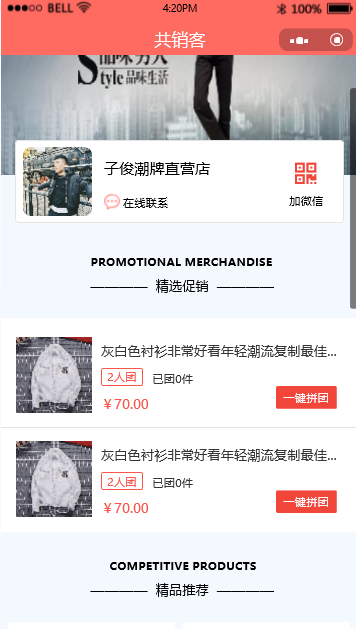 BELL 4:20PM 100%
共销客
品味男人
Style 品味生活
子俊潮牌直营店
在线联系
加微信
PROMOTIONAL MERCHANDISE
精选促销
灰白色衬衫非常好看年轻潮流复制最佳...
2人团 已团0件
￥70.00
一键拼团
灰白色衬衫非常好看年轻潮流复制最佳...
2人团 已团0件
￥70.00
一键拼团
COMPETITIVE PRODUCTS
精品推荐